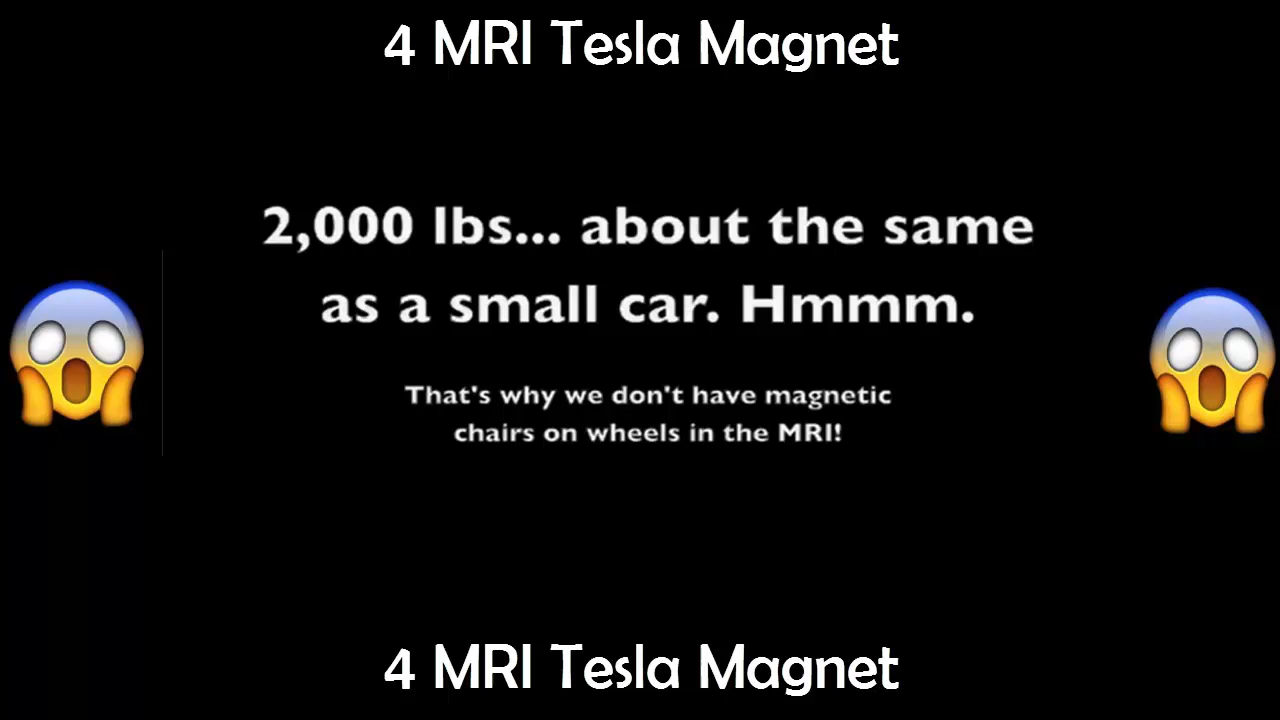 4 MRI Tesla Magnet
2,000 lbs... about the same
as a small car. Hmmm.
That's why we don't have magnetic
chairs on wheels in the MRI!
4 MRI Tesla Magnet